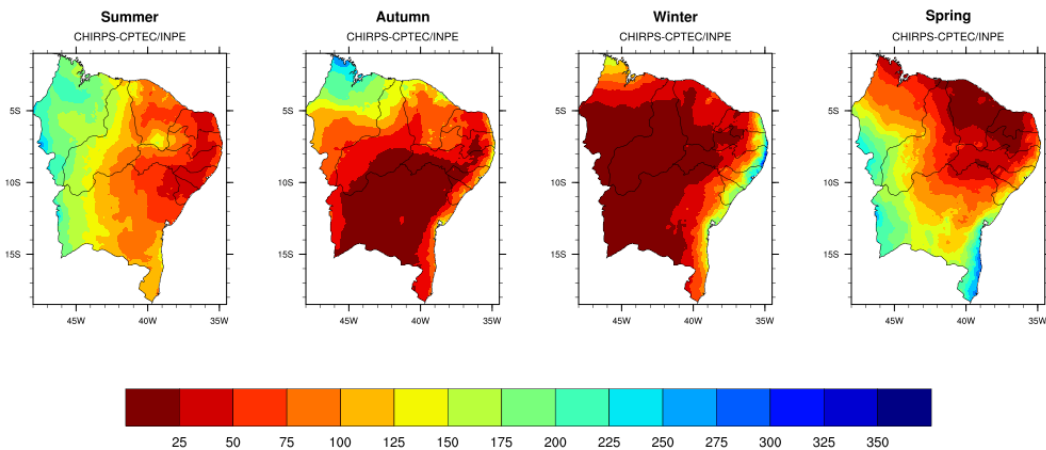 Summer
CHIRPS-CPTEC/INPE
5S
10S
15S
45W
40W
35W
Autumn
CHIRPS-CPTEC/INPE
5S
10S
15S
45W
40W
35W
Winter
CHIRPS-CPTEC/INPE
5S
10S
15S
45W
40W
35W
Spring
CHIRPS-CPTEC/INPE
5S
10S
15S
45W
40W
35W
25 50 75 100 125 150 175 200 225 275 300 325 350